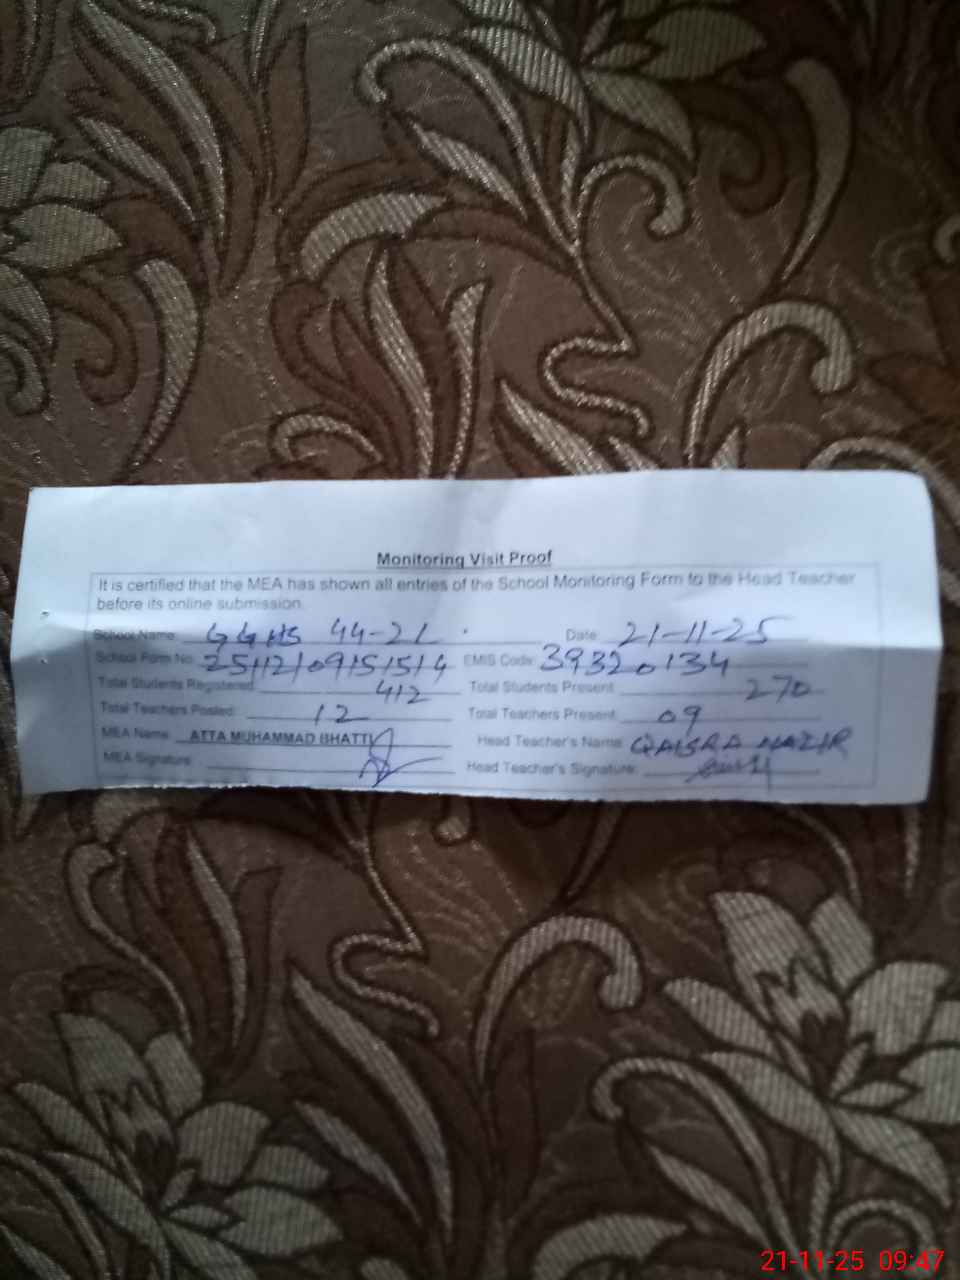 Monitoring Visit Proof
It is certified that the MEA has shown all entries of the School Monitoring Form to the Head Teacher
before its online submission.
School Name: GGHS 44-2L. Date: 21-11-25
School Form No. 25112109151514 EMIS Code: 39320134
Total Students Registered: 412 Total Students Present: 270
Total Teachers Posted: 12 Total Teachers Present: 09
MEA Name: ATTA MUHAMMAD BHATTI Head Teacher's Name: QAISRA NAZIR
MEA Signature: Head Teacher's Signature:
21-11-25 09:47